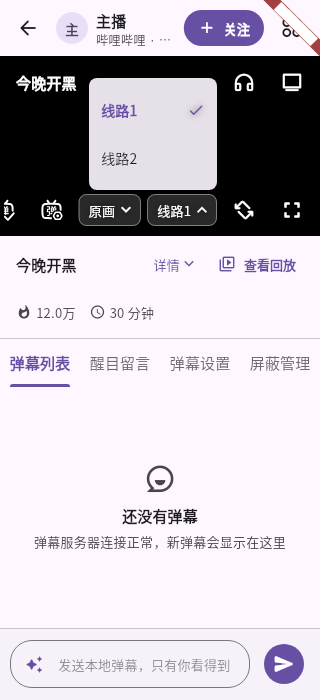 主
主播
哔哩哔哩 · …
关注
今晚开黑
线路1
线路2
弹
原画
线路1
今晚开黑
详情
查看回放
12.0万
30 分钟
弹幕列表
醒目留言
弹幕设置
屏蔽管理
还没有弹幕
弹幕服务器连接正常，新弹幕会显示在这里
发送本地弹幕，只有你看得到